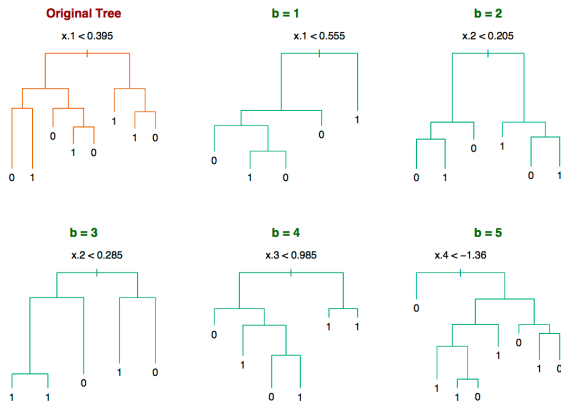 Original Tree
x.1 < 0.395
0 1 0 1 0 1 1 0
b = 1
x.1 < 0.555
0 1 0 0 1
b = 2
x.2 < 0.205
0 1 0 1 0 1
b = 3
x.2 < 0.285
1 1 0 1 0
b = 4
x.3 < 0.985
0 1 0 1 1 1
b = 5
x.4 < −1.36
0 1 1 0 1 0 1 0